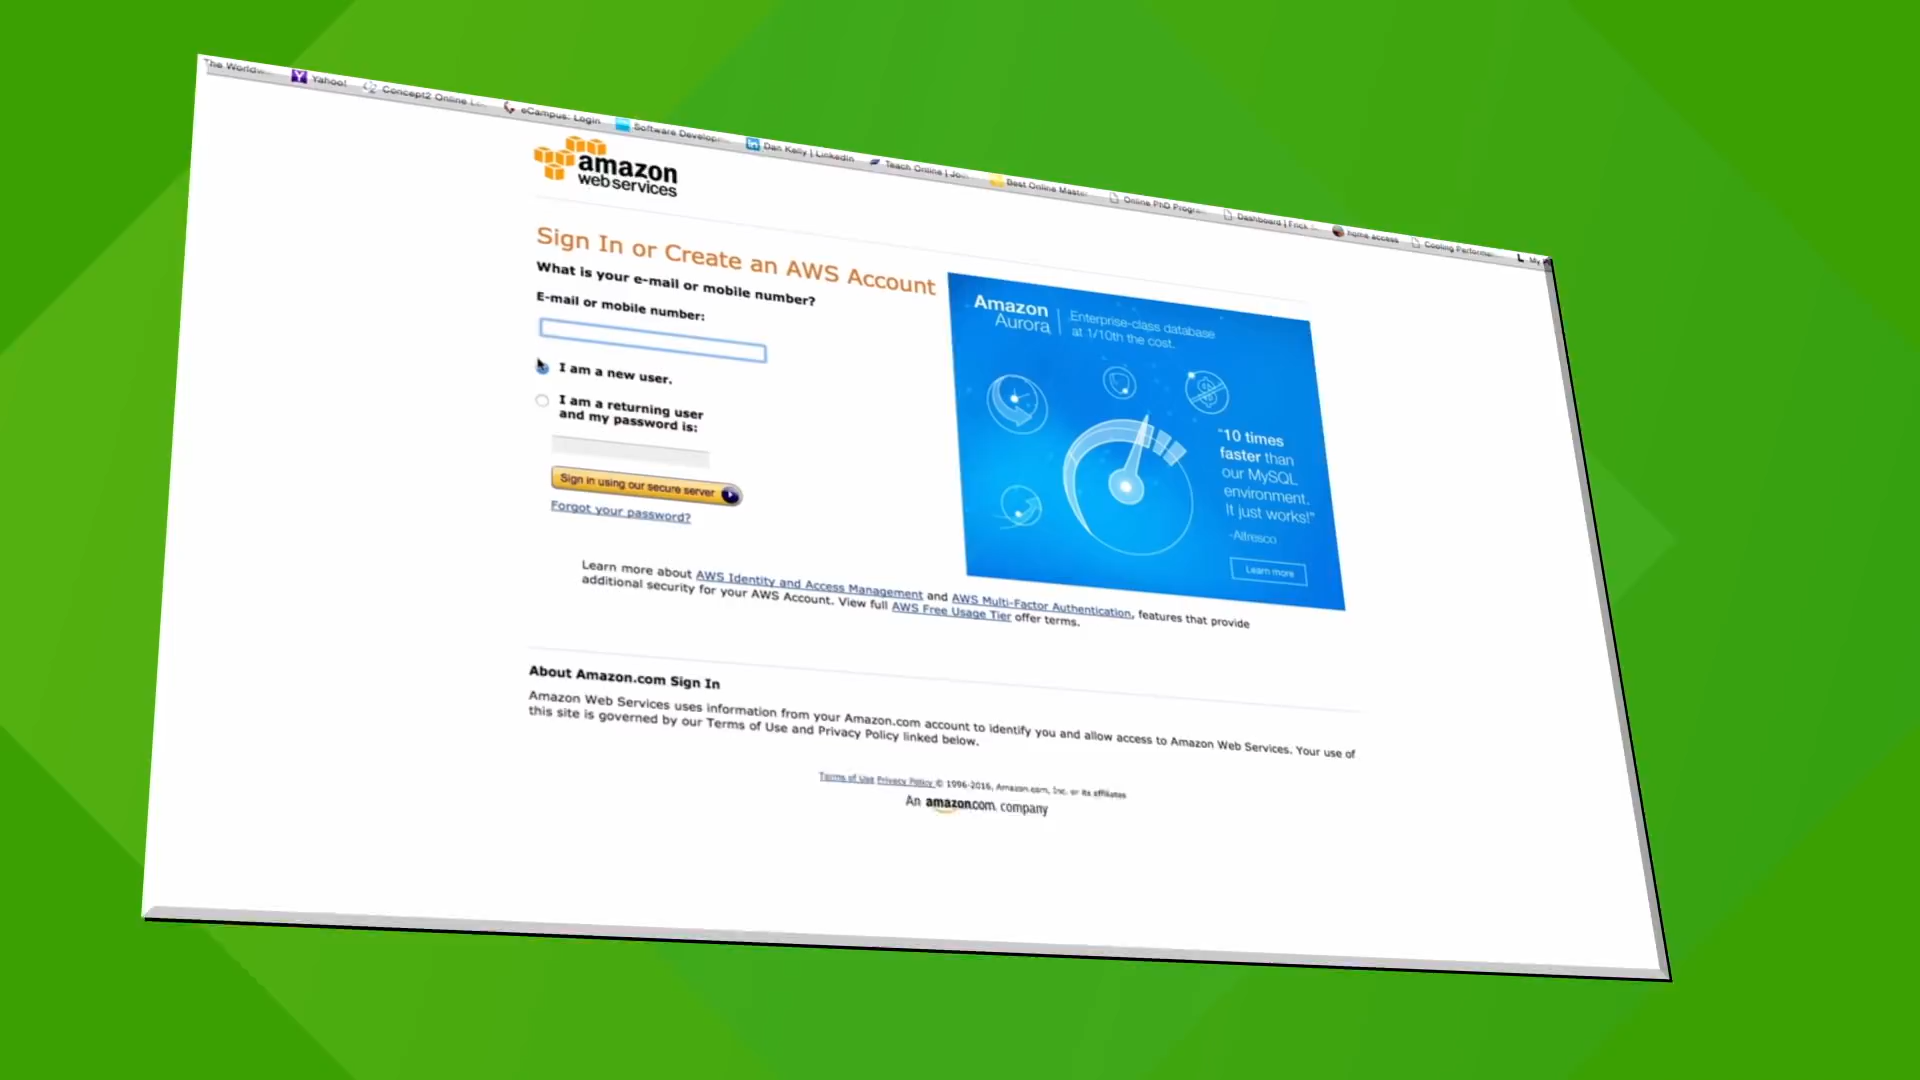 The Worldw...
Yahoo!
Concept2 Online Lo...
eCampus: Login
Software Developm...
Dan Kelly | LinkedIn
Teach Online | Join...
Best Online Master...
Online PhD Progra...
Dashboard | Frick ...
home access
Cooling Performan...
amazon
webservices
Sign In or Create an AWS Account
What is your e-mail or mobile number?
E-mail or mobile number:
I am a new user.
I am a returning user
and my password is:
Sign in using our secure server
Forgot your password?
Amazon
Aurora
Enterprise-class database
at 1/10th the cost.
"10 times
faster than
our MySQL
environment.
It just works!"
-Alfresco
Learn more
Learn more about AWS Identity and Access Management and AWS Multi-Factor Authentication, features that provide
additional security for your AWS Account. View full AWS Free Usage Tier offer terms.
About Amazon.com Sign In
Amazon Web Services uses information from your Amazon.com account to identify you and allow access to Amazon Web Services. Your use of
this site is governed by our Terms of Use and Privacy Policy linked below.
Terms of Use Privacy Policy © 1996-2016, Amazon.com, Inc. or its affiliates
An amazon.com. company